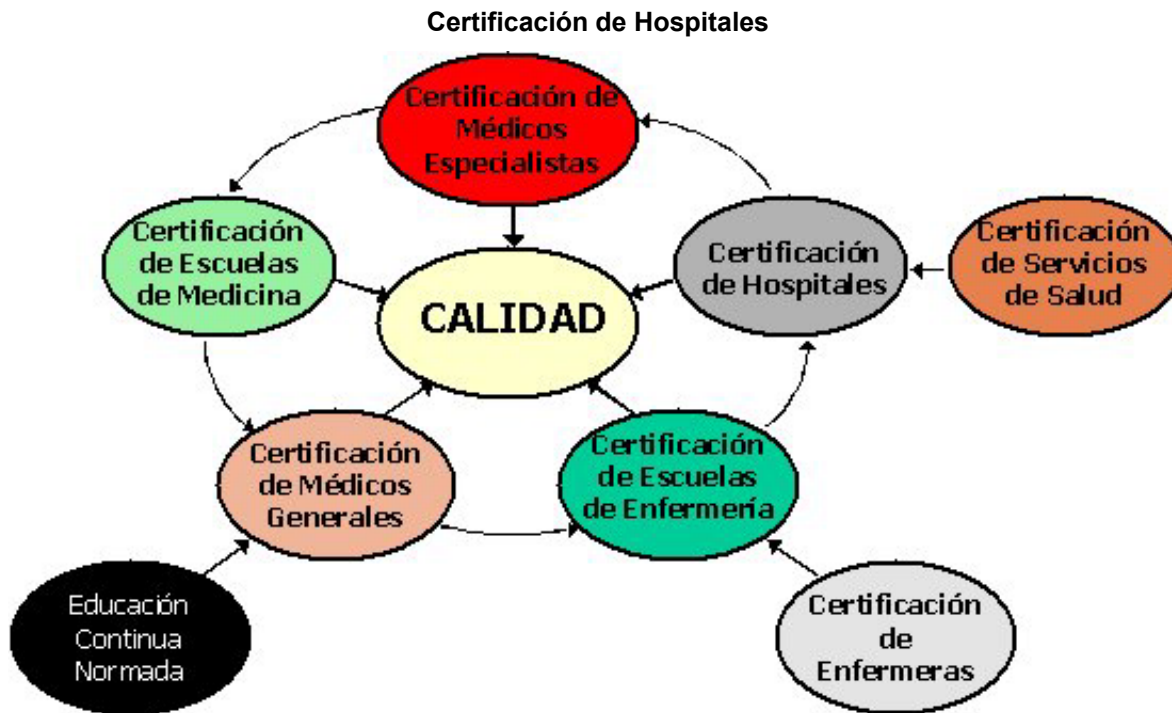 Certificación de Hospitales
Certificación de
Médicos
Especialistas
Certificación
de Escuelas
de Medicina
CALIDAD
Certificación
de Hospitales
Certificación
de Servicios
de Salud
Certificación
de Médicos
Generales
Certificación
de Escuelas
de Enfermería
Educación
Continua
Normada
Certificación
de
Enfermeras